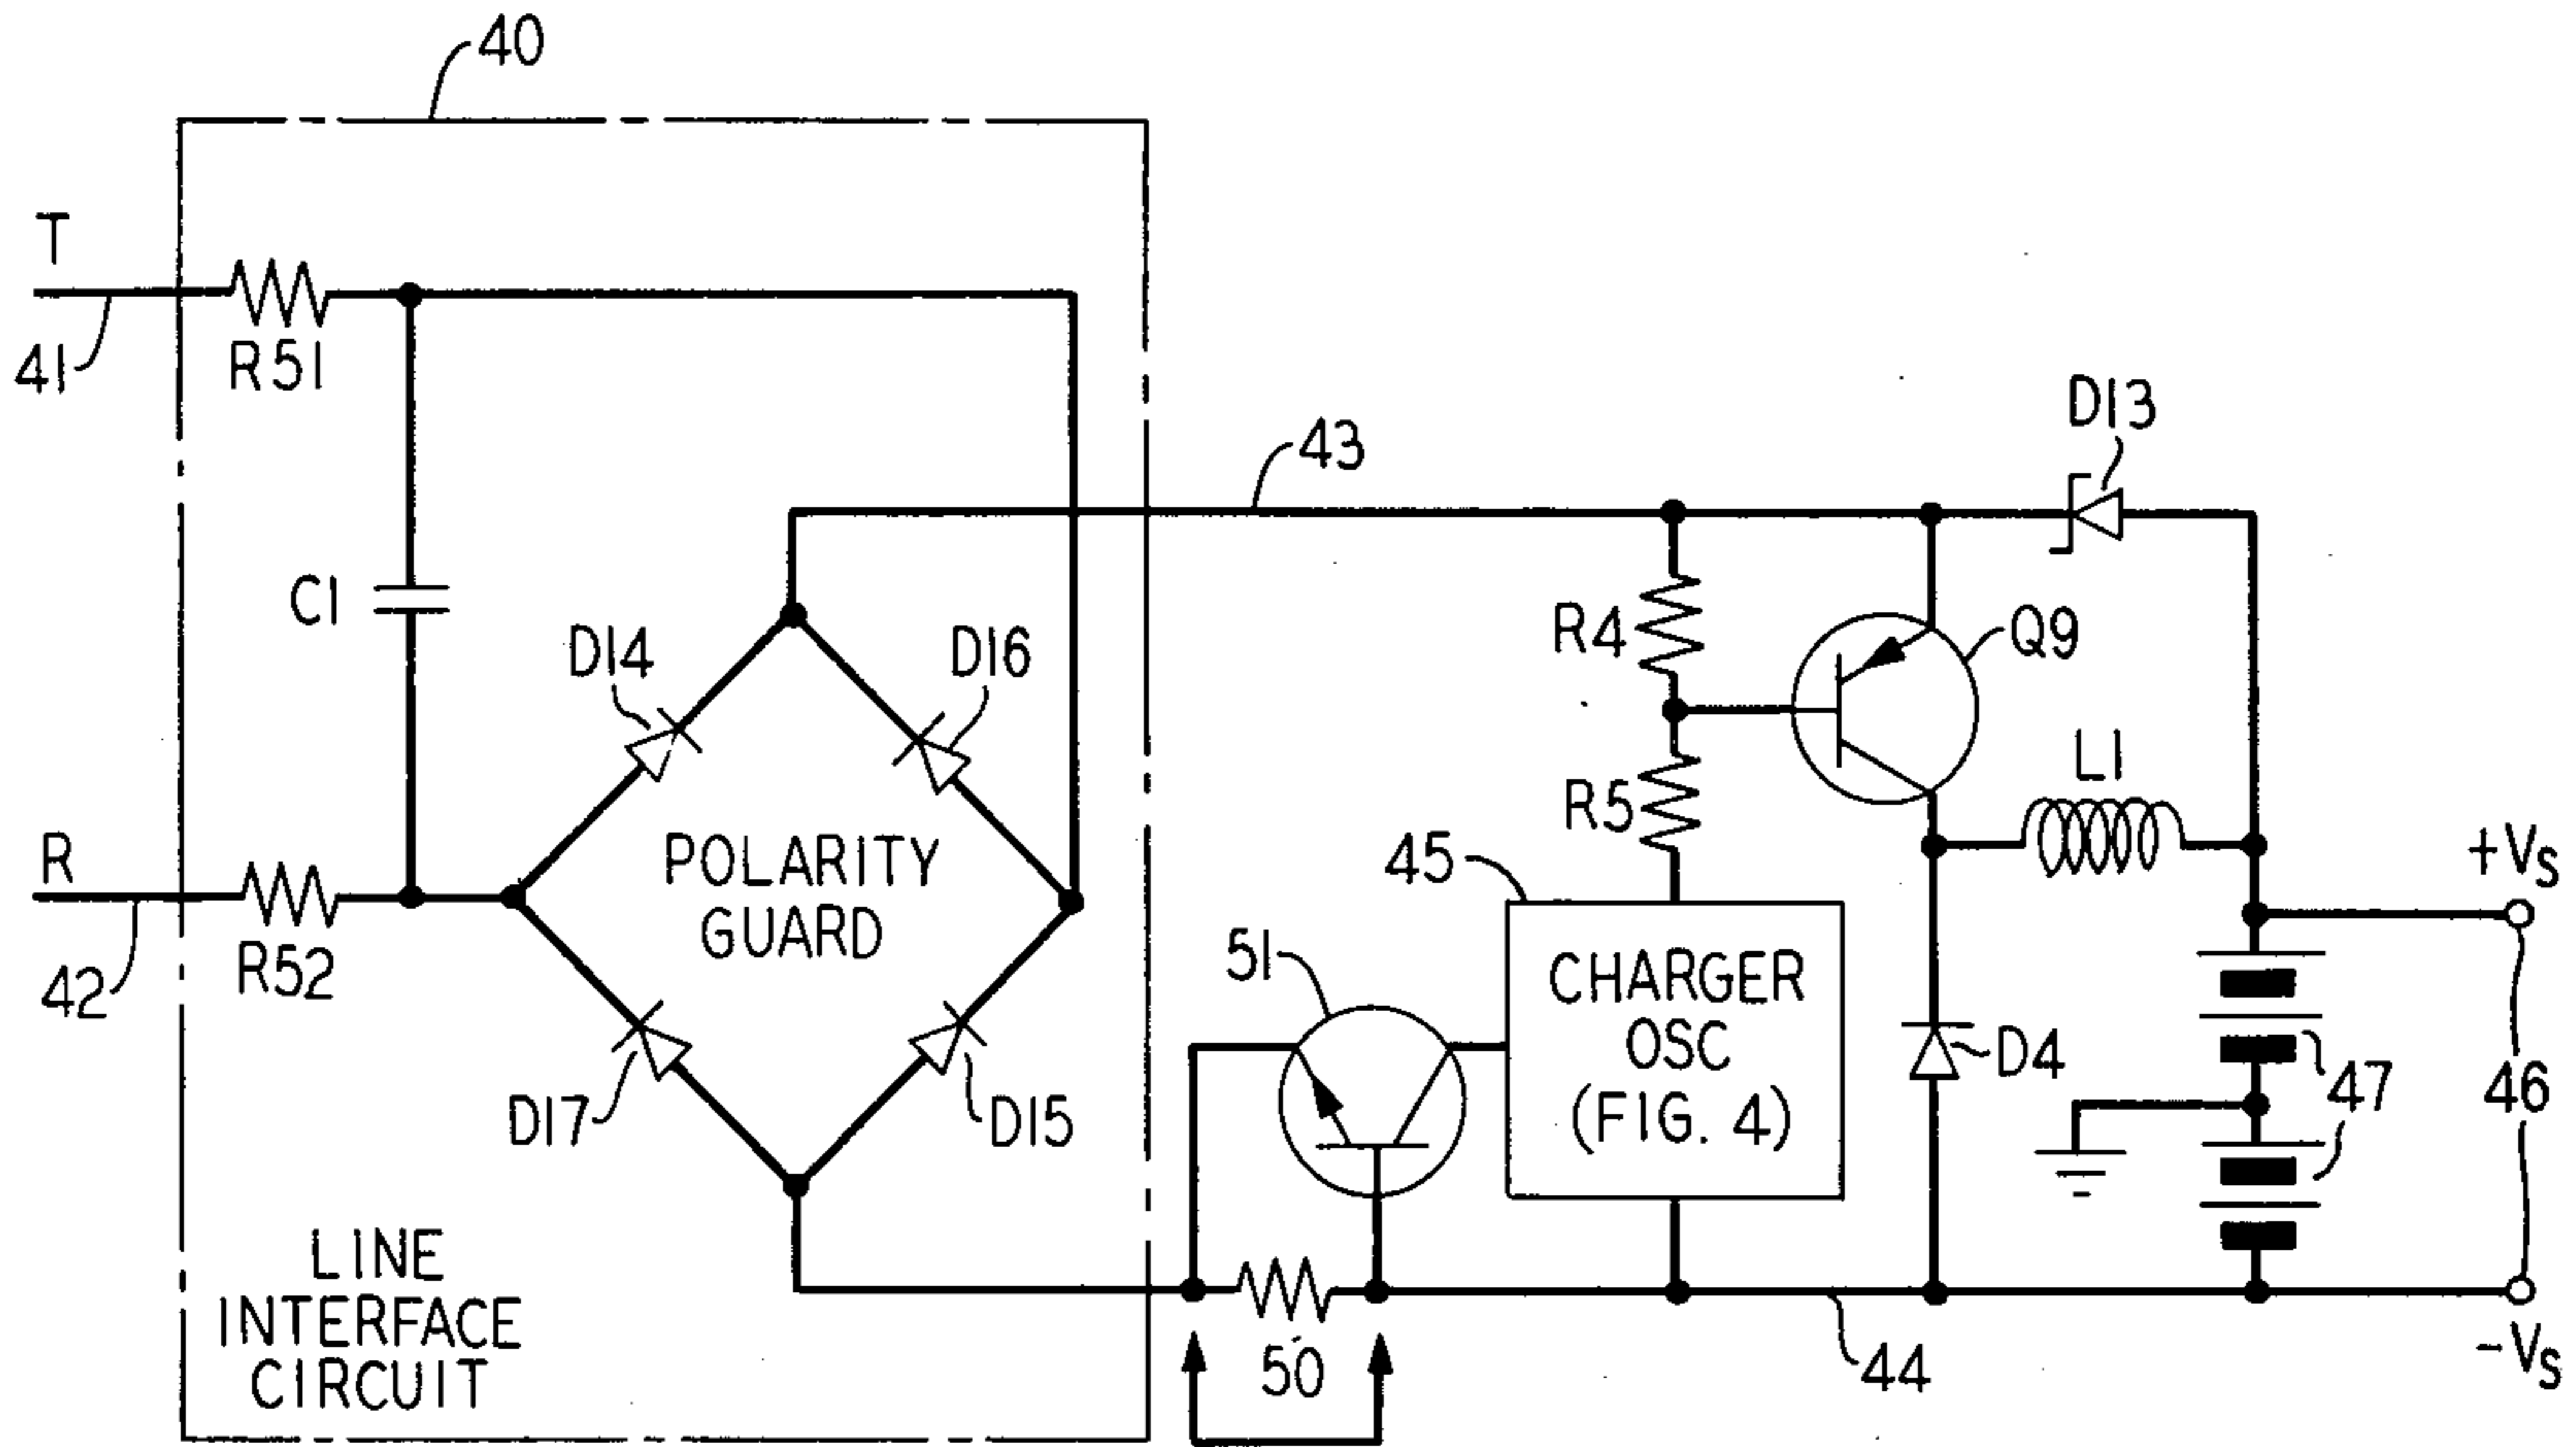 40
T
41
R51
D13
43
C1
D14
D16
R4
Q9
L1
R5
R
42
R52
POLARITY
GUARD
45
+VS
51
CHARGER
OSC
(FIG. 4)
D4
47
46
D17
D15
LINE
INTERFACE
CIRCUIT
50
44
-VS